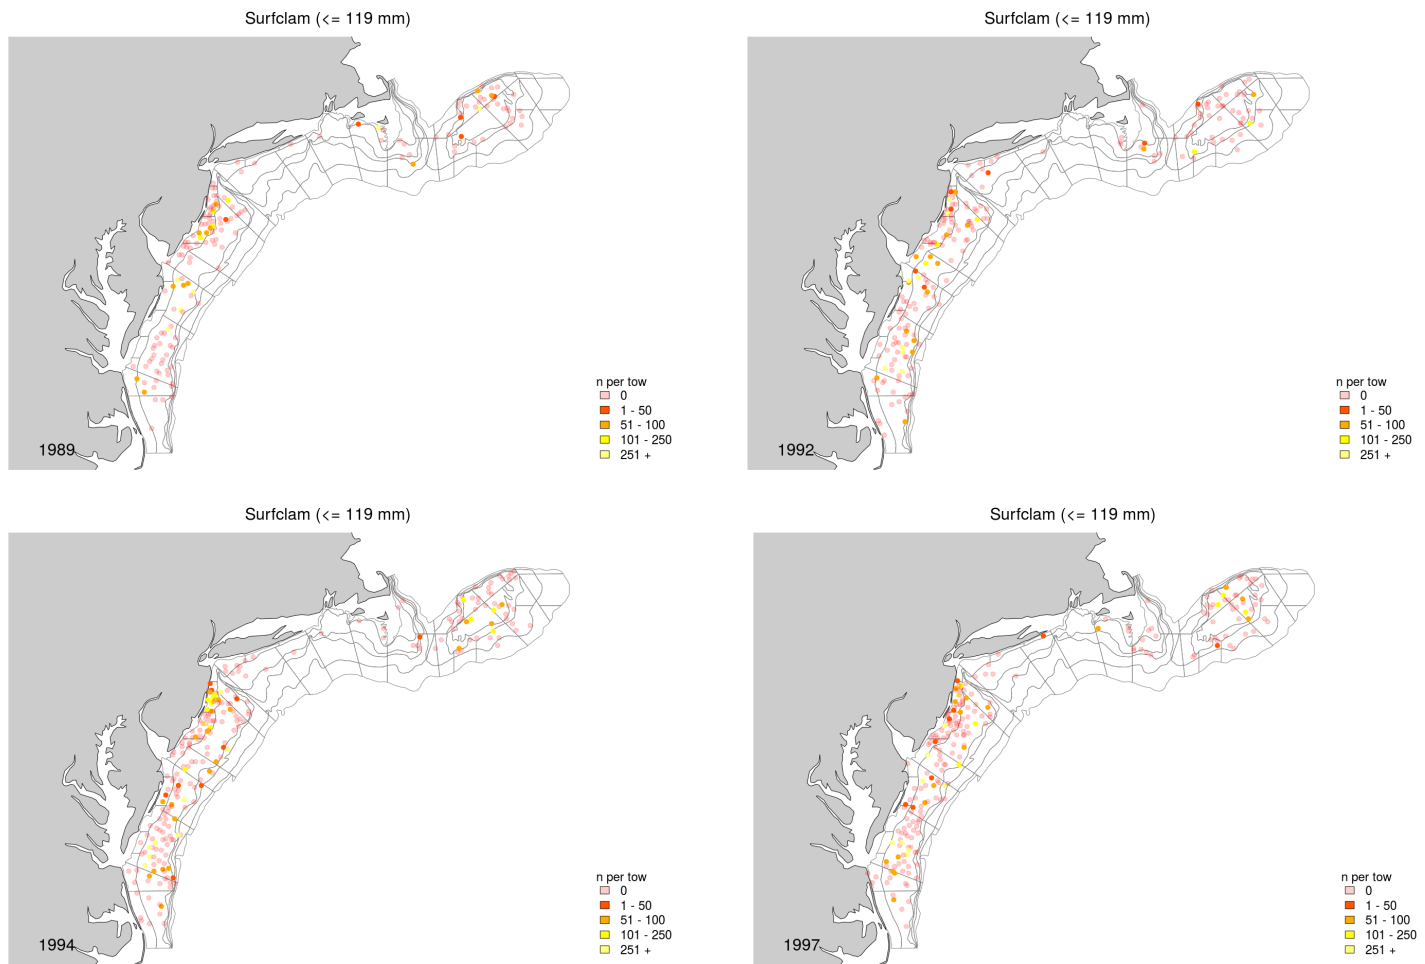 Surfclam (<= 119 mm)
n per tow
0
1 - 50
51 - 100
101 - 250
251 +
1989
Surfclam (<= 119 mm)
n per tow
0
1 - 50
51 - 100
101 - 250
251 +
1992
Surfclam (<= 119 mm)
n per tow
0
1 - 50
51 - 100
101 - 250
251 +
1994
Surfclam (<= 119 mm)
n per tow
0
1 - 50
51 - 100
101 - 250
251 +
1997